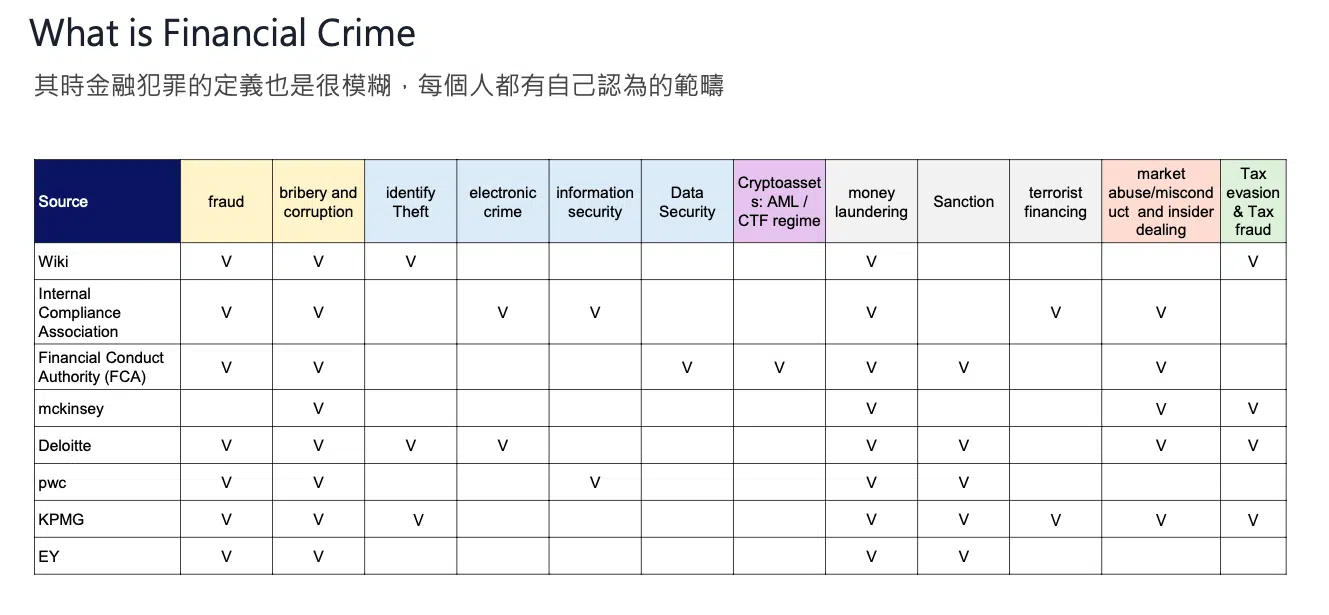 What is Financial Crime
其時金融犯罪的定義也是很模糊，每個人都有自己認為的範疇
Source
fraud
bribery and
corruption
identify
Theft
electronic
crime
information
security
Data
Security
Cryptoasset
s: AML /
CTF regime
money
laundering
Sanction
terrorist
financing
market
abuse/miscond
uct and insider
dealing
Tax
evasion
& Tax
fraud
Wiki V V V V V
Internal
Compliance
Association
V V V V V V V
Financial Conduct
Authority (FCA)
V V V V V V V
mckinsey V V V V
Deloitte V V V V V V V V
pwc V V V V V
KPMG V V V V V V V V
EY V V V V